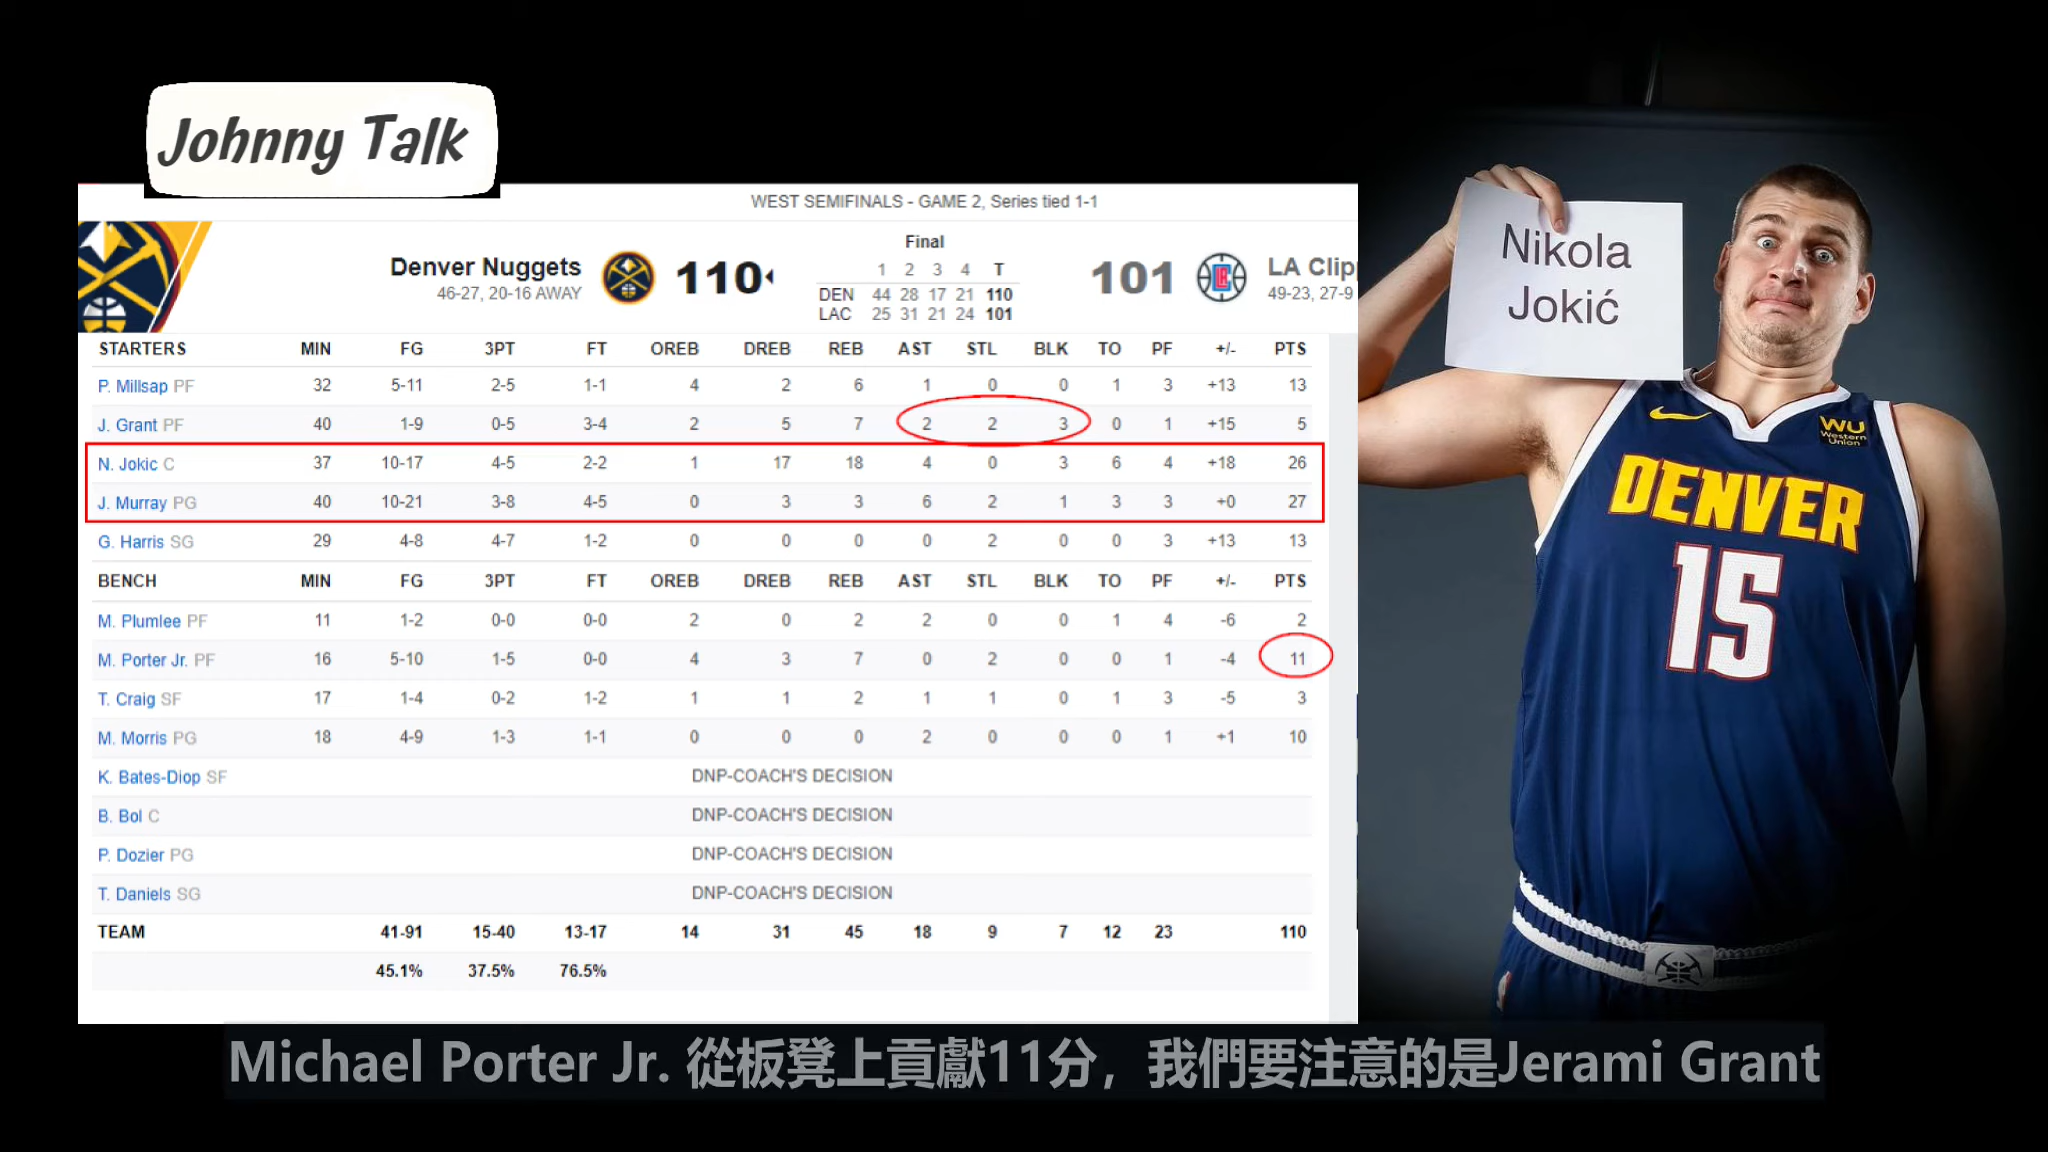 Johnny Talk
WEST SEMIFINALS - GAME 2, Series tied 1-1
Denver Nuggets
46-27, 20-16 AWAY
110
Final
1 2 3 4 T
DEN 44 28 17 21 110
LAC 25 31 21 24 101
101
LA Clip
49-23, 27-9
STARTERS MIN FG 3PT FT OREB DREB REB AST STL BLK TO PF +/- PTS
P. Millsap PF 32 5-11 2-5 1-1 4 2 6 1 0 0 1 3 +13 13
J. Grant PF 40 1-9 0-5 3-4 2 5 7 2 2 3 0 1 +15 5
N. Jokic C 37 10-17 4-5 2-2 1 17 18 4 0 3 6 4 +18 26
J. Murray PG 40 10-21 3-8 4-5 0 3 3 6 2 1 3 3 +0 27
G. Harris SG 29 4-8 4-7 1-2 0 0 0 0 2 0 0 3 +13 13
BENCH MIN FG 3PT FT OREB DREB REB AST STL BLK TO PF +/- PTS
M. Plumlee PF 11 1-2 0-0 0-0 2 0 2 2 0 0 1 4 -6 2
M. Porter Jr. PF 16 5-10 1-5 0-0 4 3 7 0 2 0 0 1 -4 11
T. Craig SF 17 1-4 0-2 1-2 1 1 2 1 1 0 1 3 -5 3
M. Morris PG 18 4-9 1-3 1-1 0 0 0 2 0 0 0 1 +1 10
K. Bates-Diop SF DNP-COACH'S DECISION
B. Bol C DNP-COACH'S DECISION
P. Dozier PG DNP-COACH'S DECISION
T. Daniels SG DNP-COACH'S DECISION
TEAM 41-91 15-40 13-17 14 31 45 18 9 7 12 23 110
45.1% 37.5% 76.5%
Nikola
Jokić
WU
Western
Union
DENVER
15
Michael Porter Jr. 從板凳上貢獻11分，我們要注意的是Jerami Grant